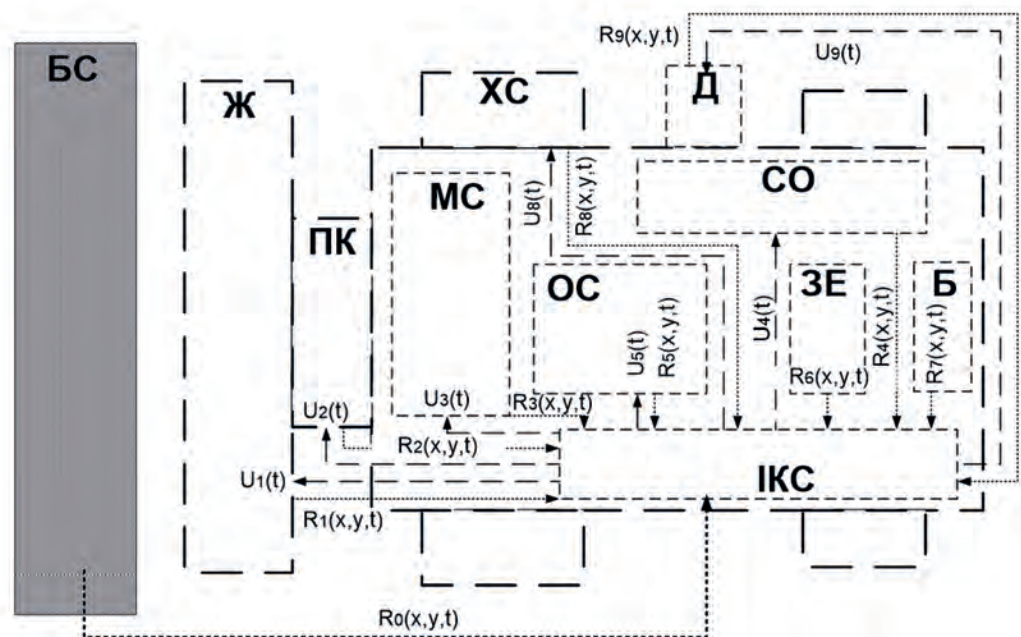 R9(x,y,t)
U9(t)
БС
Ж
ХС
Д
МС
U8(t)
R8(x,y,t)
СО
ПК
ОС
ЗЕ
Б
U5(t)
R5(x,y,t)
U4(t)
R6(x,y,t)
R4(x,y,t)
R7(x,y,t)
U2(t)
U3(t)
R3(x,y,t)
R2(x,y,t)
U1(t)
ІКС
R1(x,y,t)
R0(x,y,t)